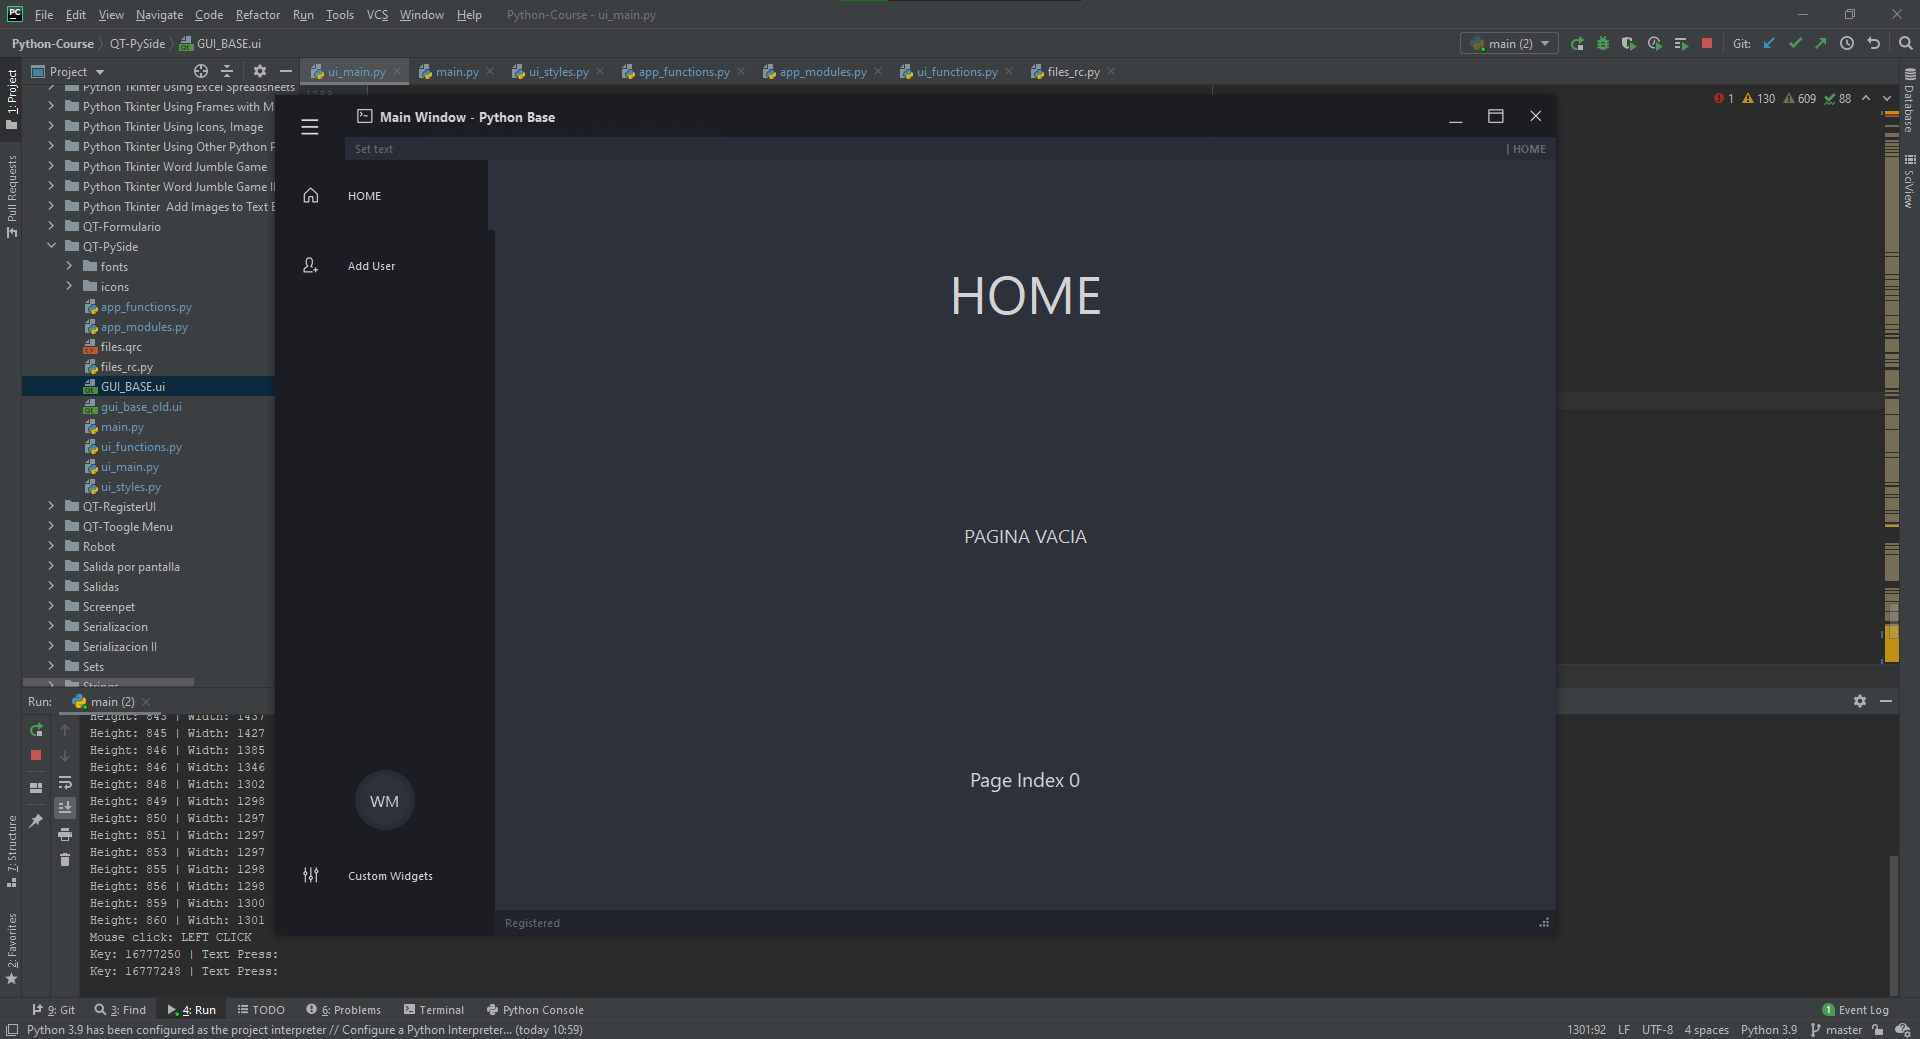 PC File Edit View Navigate Code Refactor Run Tools VCS Window Help Python-Course - ui_main.py
Python-Course QT-PySide GUI_BASE.ui main (2) Git:
Project ui_main.py main.py ui_styles.py app_functions.py app_modules.py ui_functions.py files_rc.py
1: Project
Pull Requests
7: Structure
2: Favorites
Database
SciView
1 130 609 88
Python Tkinter Using Excel Spreadsheets
Python Tkinter Using Frames with M
Python Tkinter Using Icons, Image
Python Tkinter Using Other Python P
Python Tkinter Word Jumble Game
Python Tkinter Word Jumble Game II
Python Tkinter Add Images to Text E
QT-Formulario
QT-PySide
fonts
icons
app_functions.py
app_modules.py
files.qrc
files_rc.py
GUI_BASE.ui
gui_base_old.ui
main.py
ui_functions.py
ui_main.py
ui_styles.py
QT-RegisterUI
QT-Toogle Menu
Robot
Salida por pantalla
Salidas
Screenpet
Serializacion
Serializacion II
Sets
Strings
Main Window - Python Base
Set text | HOME
HOME
Add User
HOME
PAGINA VACIA
Page Index 0
WM
Custom Widgets
Registered
Run: main (2)
Height: 843 | Width: 1437
Height: 845 | Width: 1427
Height: 846 | Width: 1385
Height: 846 | Width: 1346
Height: 848 | Width: 1302
Height: 849 | Width: 1298
Height: 850 | Width: 1297
Height: 851 | Width: 1297
Height: 853 | Width: 1297
Height: 855 | Width: 1298
Height: 856 | Width: 1298
Height: 859 | Width: 1300
Height: 860 | Width: 1301
Mouse click: LEFT CLICK
Key: 16777250 | Text Press:
Key: 16777248 | Text Press:
9: Git 3: Find 4: Run TODO 6: Problems Terminal Python Console 1 Event Log
Python 3.9 has been configured as the project interpreter // Configure a Python Interpreter... (today 10:59) 1301:92 LF UTF-8 4 spaces Python 3.9 master